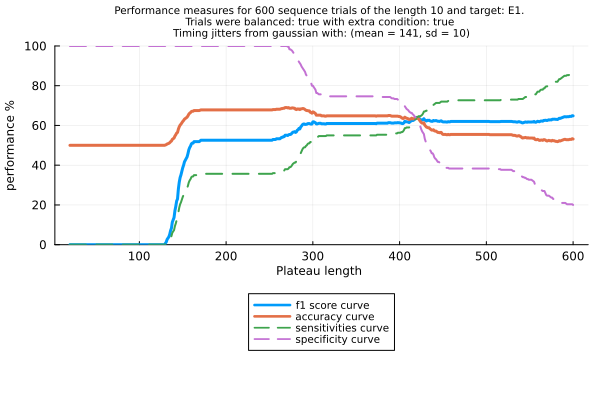 Performance measures for 600 sequence trials of the length 10 and target: E1.
Trials were balanced: true with extra condition: true
Timing jitters from gaussian with: (mean = 141, sd = 10)
100
80
60
40
20
0
performance %
100 200 300 400 500 600
Plateau length
f1 score curve
accuracy curve
sensitivities curve
specificity curve